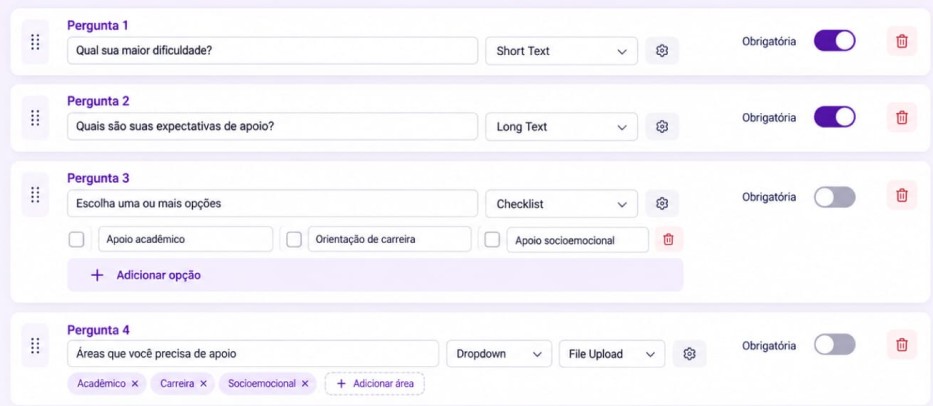 Pergunta 1
Qual sua maior dificuldade? Short Text Obrigatória
Pergunta 2
Quais são suas expectativas de apoio? Long Text Obrigatória
Pergunta 3
Escolha uma ou mais opções Checklist Obrigatória
Apoio acadêmico Orientação de carreira Apoio socioemocional
+ Adicionar opção
Pergunta 4
Áreas que você precisa de apoio Dropdown File Upload Obrigatória
Acadêmico × Carreira × Socioemocional × + Adicionar área